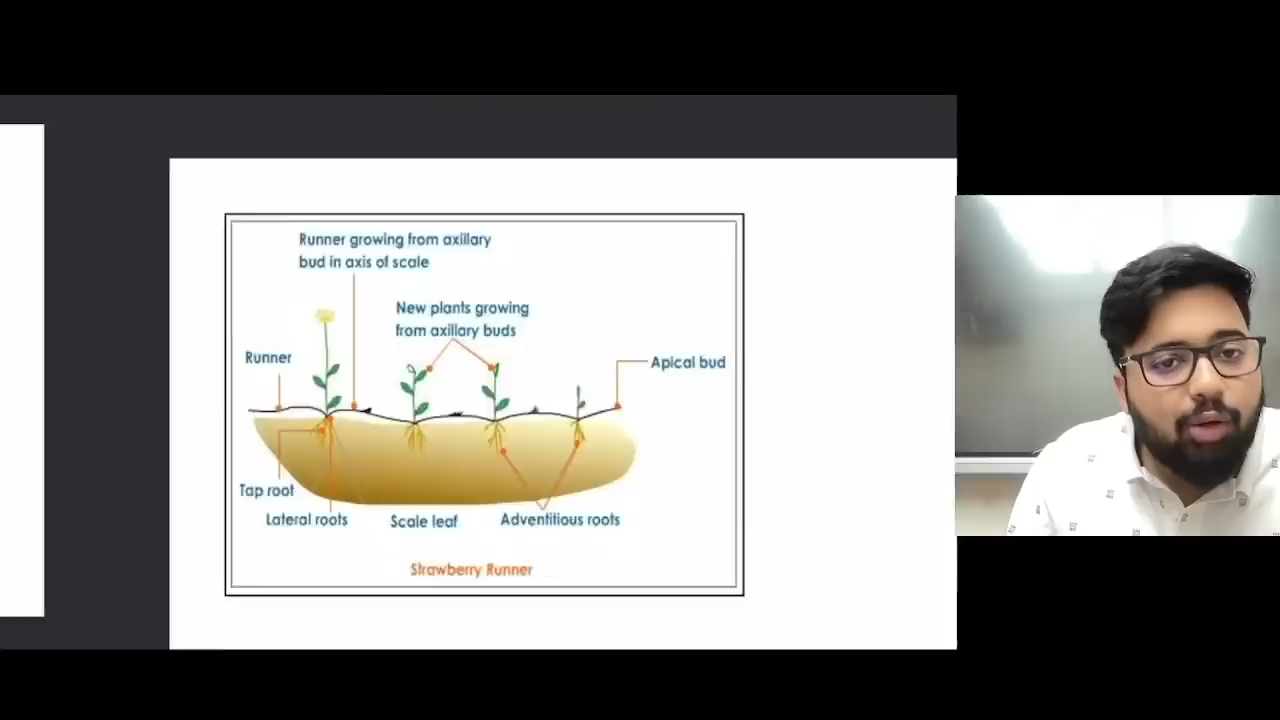 Runner growing from axillary
bud in axis of scale
New plants growing
from axillary buds
Runner
Apical bud
Tap root
Lateral roots
Scale leaf
Adventitious roots
Strawberry Runner